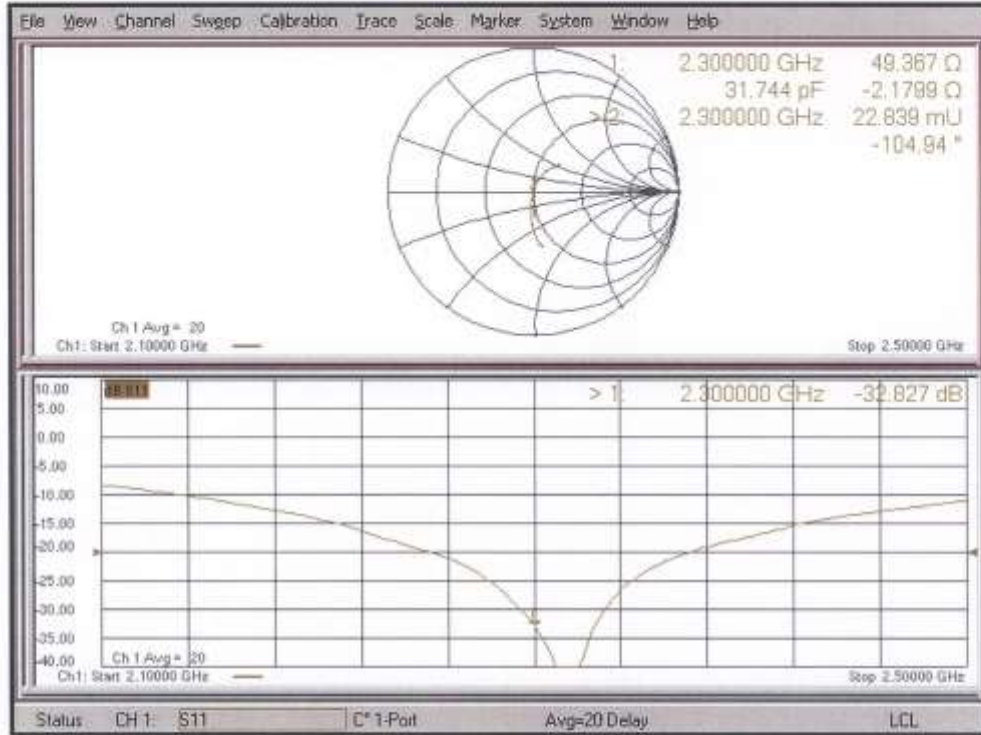 File View Channel Sweep Calibration Trace Scale Marker System Window Help
1: 2.300000 GHz 49.367 Ω
31.744 pF -2.1799 Ω
> 2: 2.300000 GHz 22.839 mU
-104.94 °
Ch 1 Avg = 20
Ch1: Start 2.10000 GHz
Stop 2.50000 GHz
10.00
> 1: 2.300000 GHz -32.827 dB
5.00
0.00
-5.00
-10.00
-15.00
-20.00
-25.00
-30.00
-35.00
-40.00
Ch 1 Avg = 20
Ch1: Start 2.10000 GHz
Stop 2.50000 GHz
Status CH 1: S11 C* 1-Port Avg=20 Delay LCL